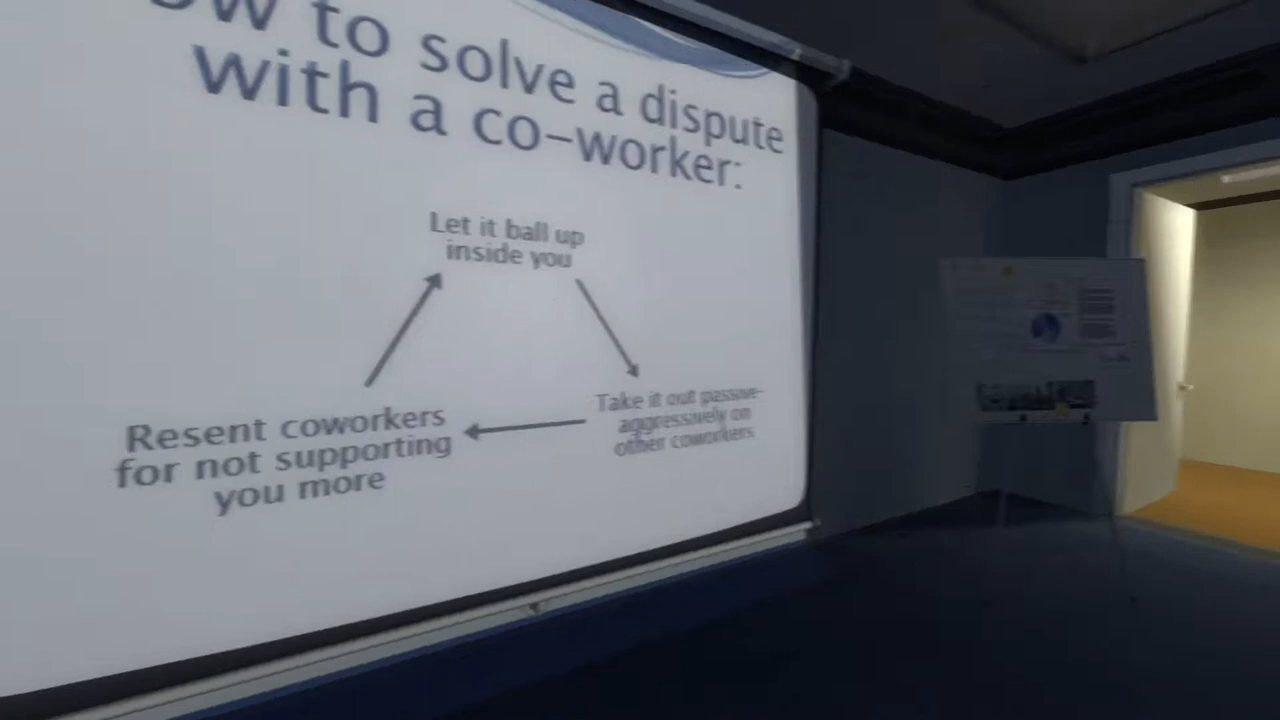 to solve a dispute
with a co-worker:
Let it ball up
inside you
Take it out passive-
aggressively on
other coworkers
Resent coworkers
for not supporting
you more